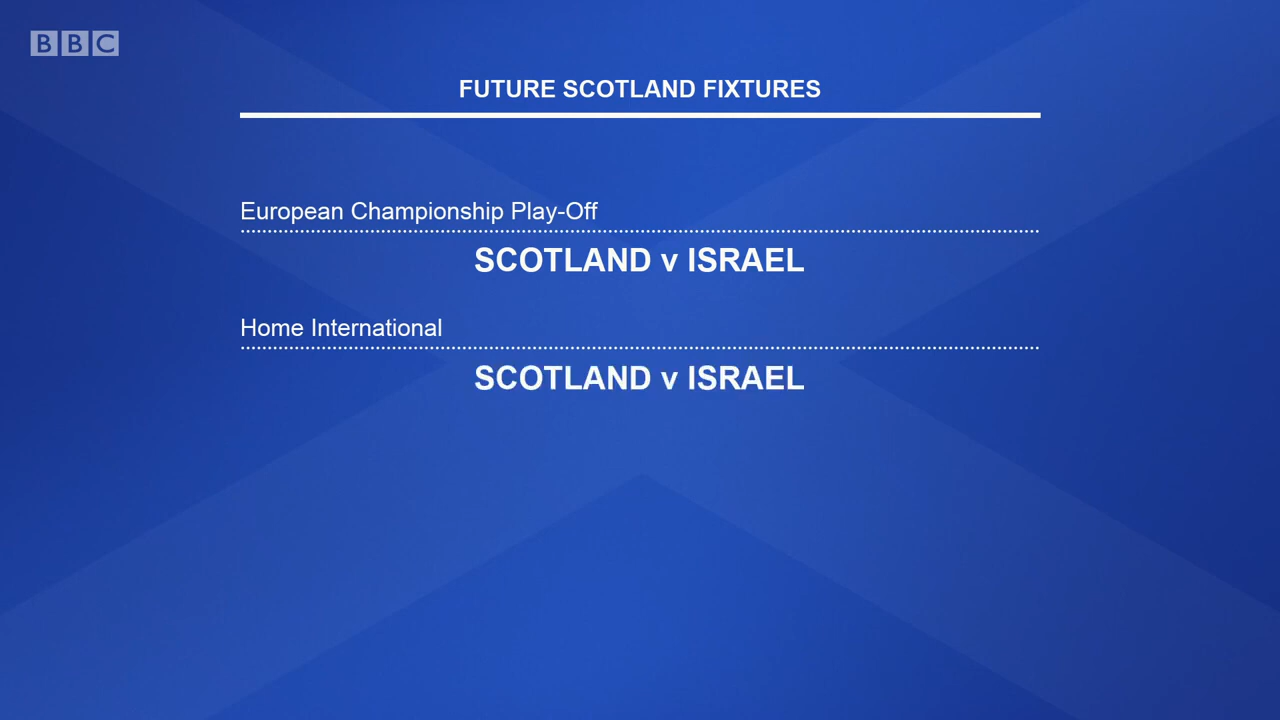 BBC
FUTURE SCOTLAND FIXTURES
European Championship Play-Off
SCOTLAND v ISRAEL
Home International
SCOTLAND v ISRAEL